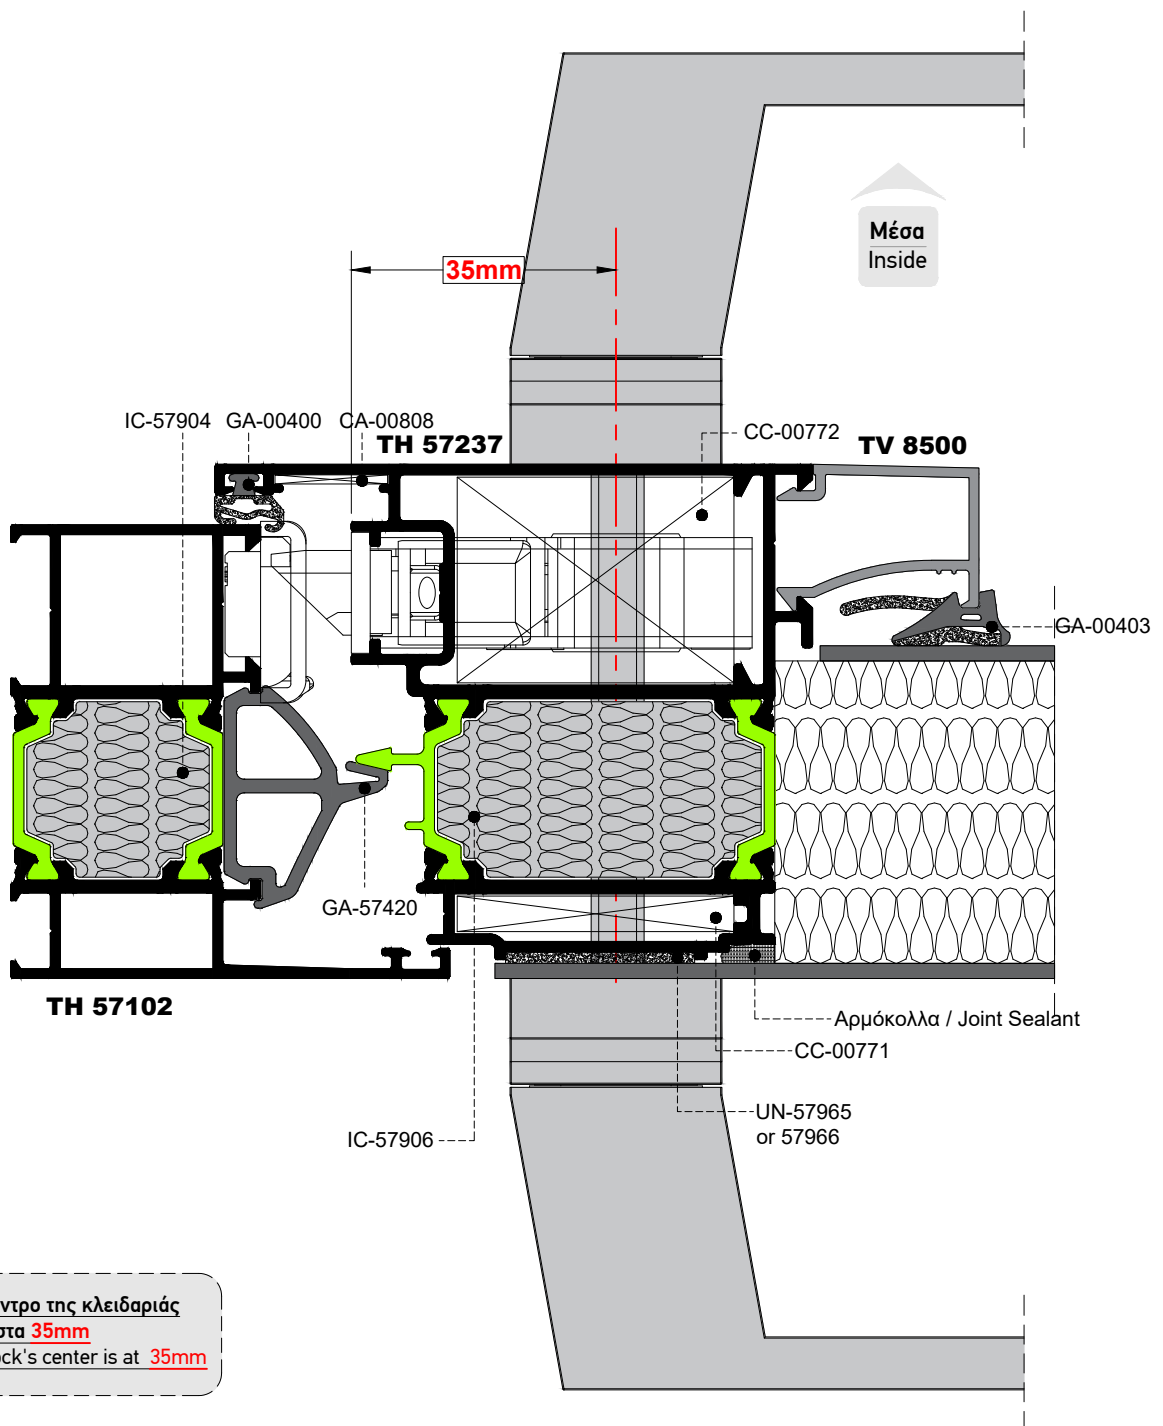 Μέσα
Inside
35mm
IC-57904
GA-00400
CA-00808
TH 57237
CC-00772
TV 8500
GA-00403
GA-57420
TH 57102
Αρμόκολλα / Joint Sealant
CC-00771
UN-57965
or 57966
IC-57906
της κλειδαριάς
στα 35mm
center is at 35mm